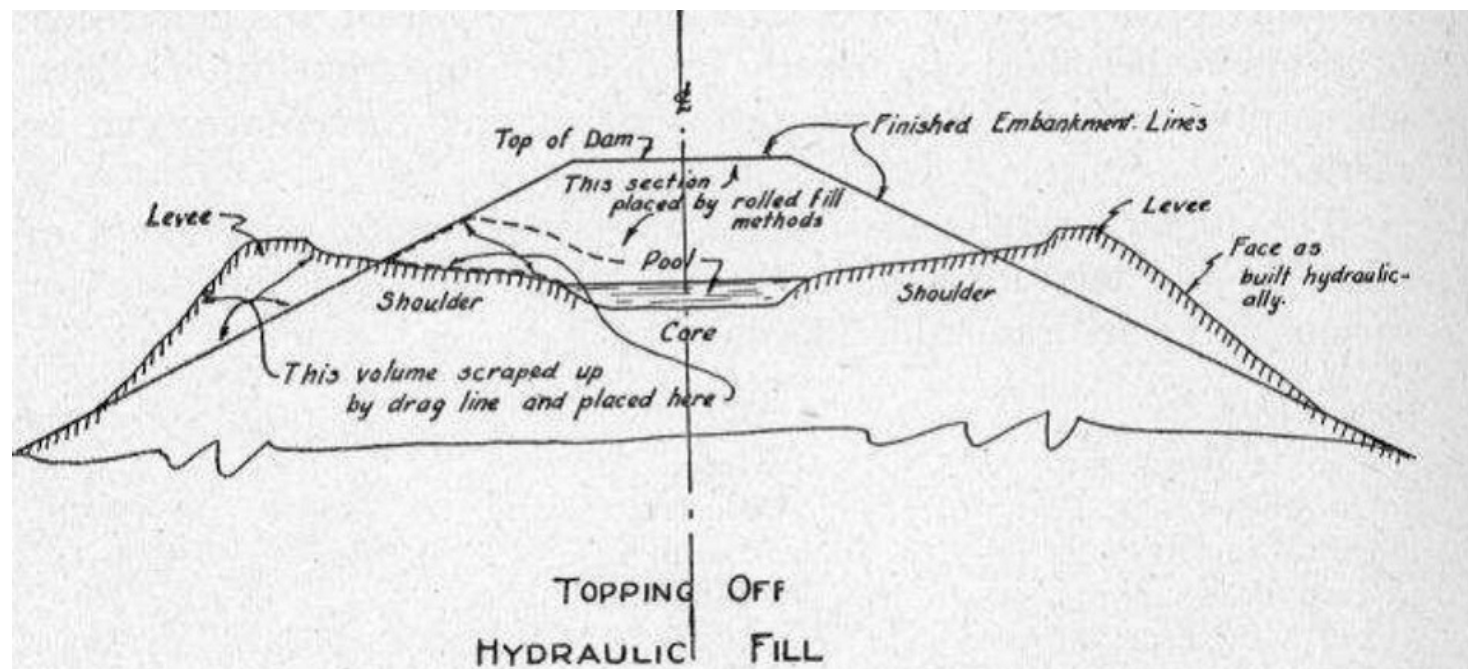 ℄
Top of Dam
Finished Embankment Lines
This section
placed by rolled fill
methods
Levee
Levee
Pool
Face as
built hydraulic-
ally.
Shoulder
Shoulder
Core
This volume scraped up
by drag line and placed here
TOPPING OFF
HYDRAULIC FILL